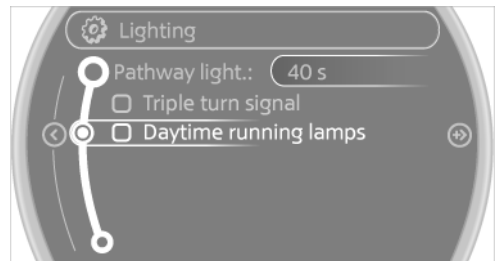 Lighting
Pathway light.: 40 s
Triple turn signal
Daytime running lamps